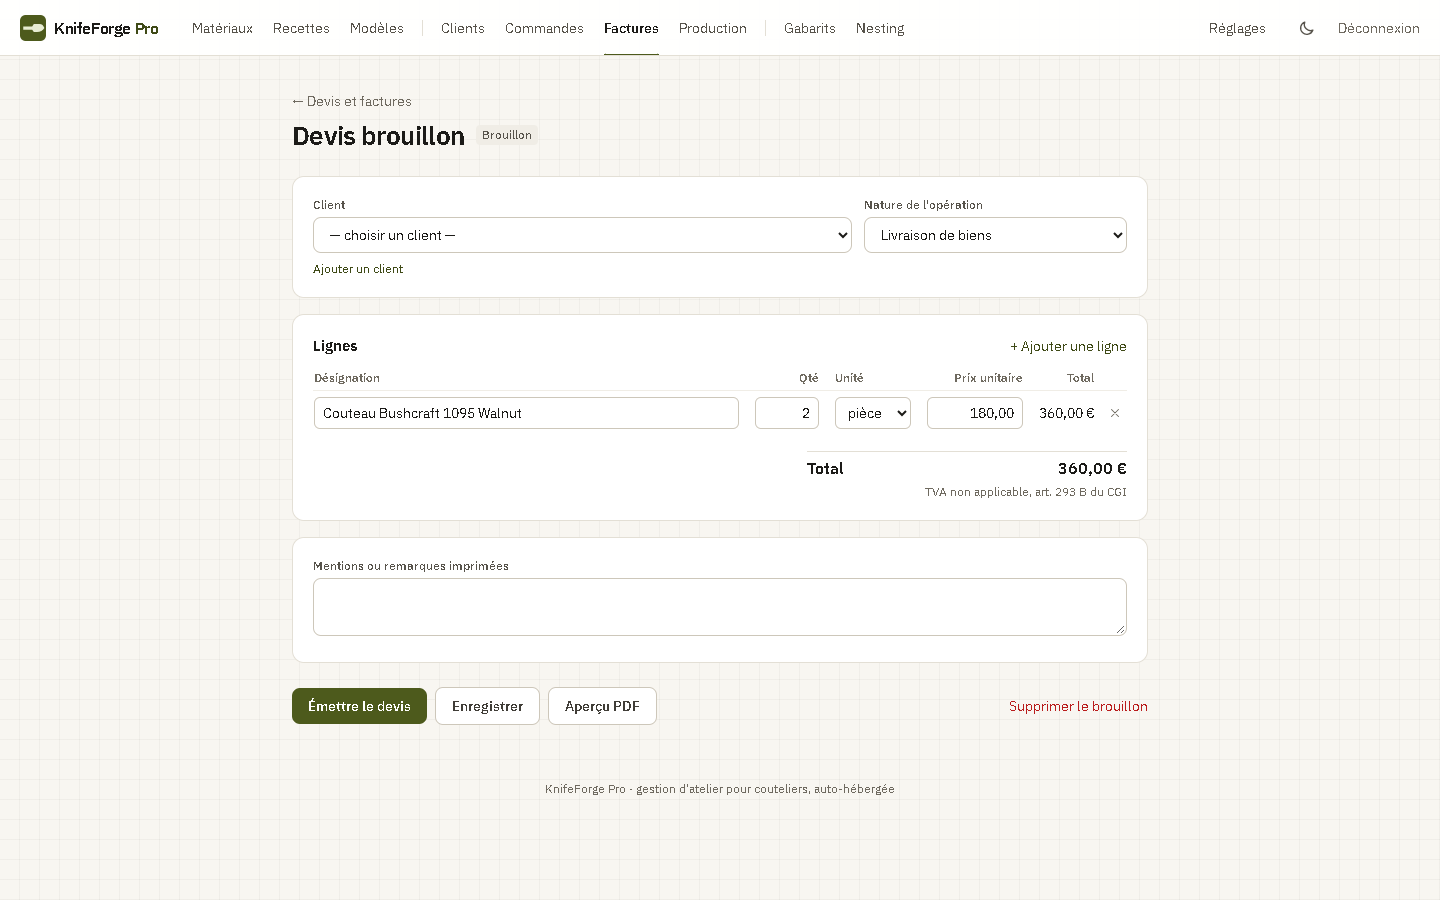 KnifeForge Pro Matériaux Recettes Modèles Clients Commandes Factures Production Gabarits Nesting Réglages Déconnexion
← Devis et factures
Devis brouillon Brouillon
Client Nature de l'opération
— choisir un client — Livraison de biens
Ajouter un client
Lignes + Ajouter une ligne
Désignation Qté Unité Prix unitaire Total
Couteau Bushcraft 1095 Walnut 2 pièce 180,00 360,00 € ×
Total 360,00 €
TVA non applicable, art. 293 B du CGI
Mentions ou remarques imprimées
Émettre le devis Enregistrer Aperçu PDF Supprimer le brouillon
KnifeForge Pro · gestion d'atelier pour couteliers, auto-hébergée